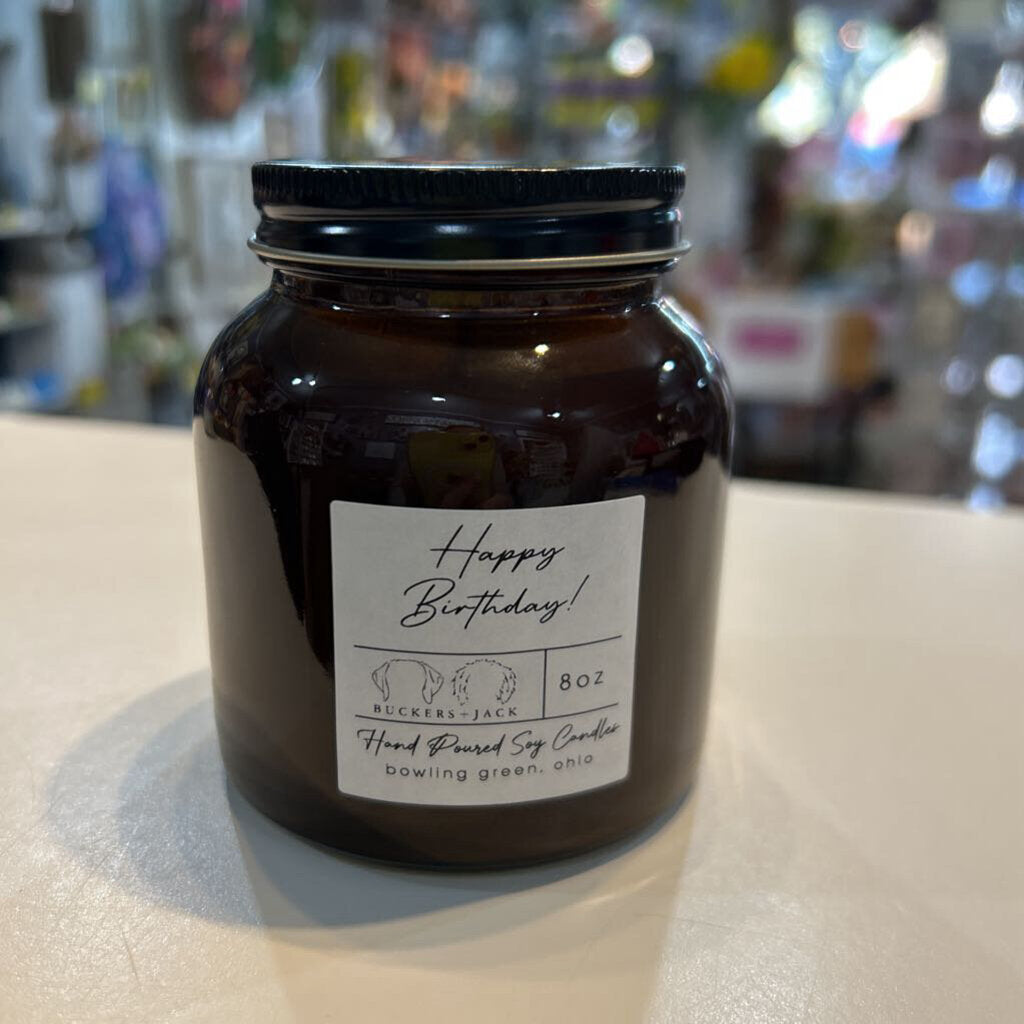 Happy
Birthday!
BUCKERS+JACK
8oz
Hand Poured Soy Candles
bowling green, ohio